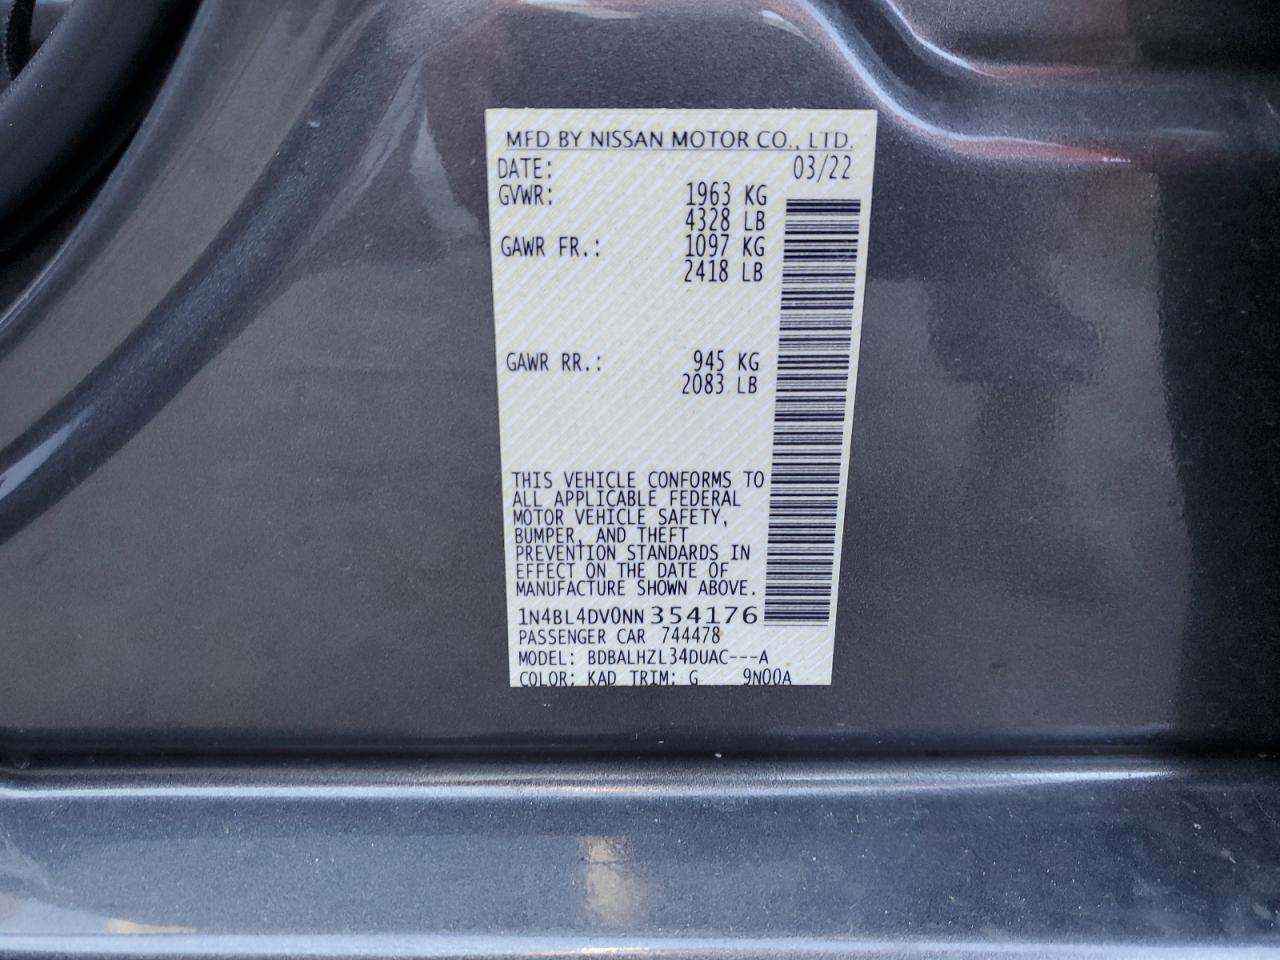 MFD BY NISSAN MOTOR CO., LTD.
DATE: 03/22
GVWR: 1963 KG
4328 LB
GAWR FR.: 1097 KG
2418 LB
GAWR RR.: 945 KG
2083 LB
THIS VEHICLE CONFORMS TO
ALL APPLICABLE FEDERAL
MOTOR VEHICLE SAFETY,
BUMPER, AND THEFT
PREVENTION STANDARDS IN
EFFECT ON THE DATE OF
MANUFACTURE SHOWN ABOVE.
1N4BL4DV0NN354176
PASSENGER CAR 744478
MODEL: BDBALHZL34DUAC---A
COLOR: KAD TRIM: G 9N00A